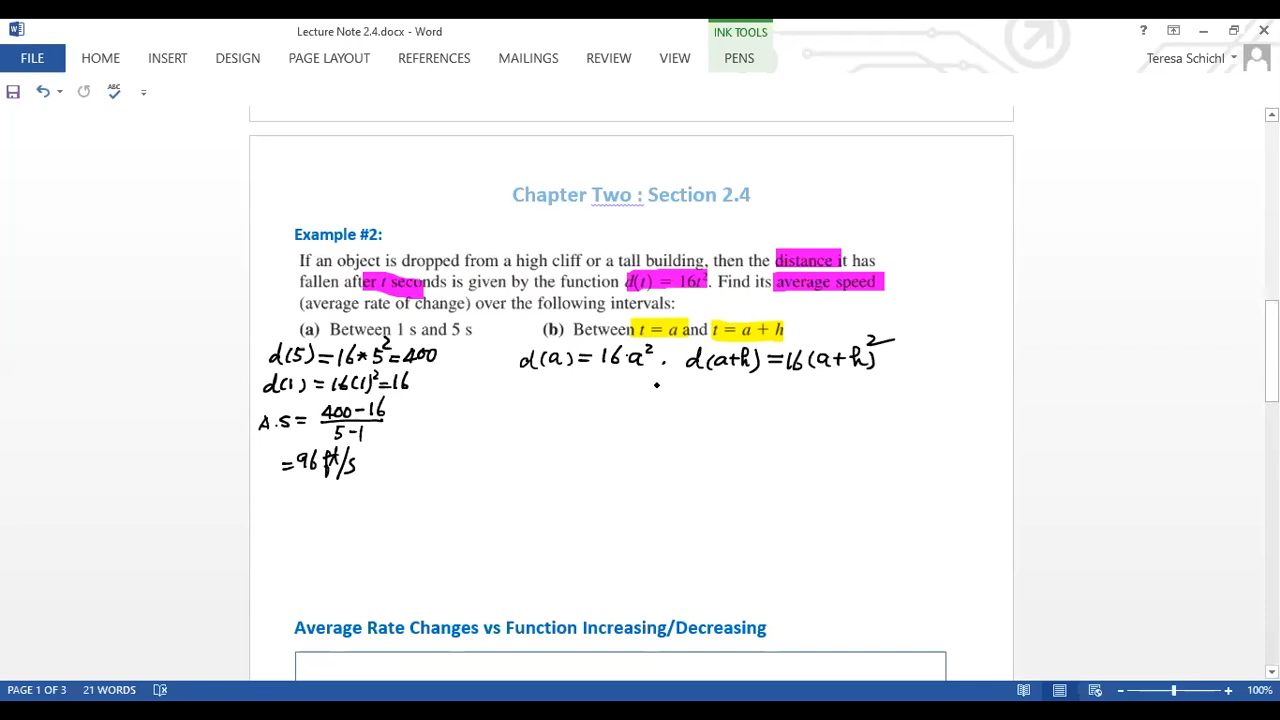 Lecture Note 2.4.docx - Word
INK TOOLS
?
FILE HOME INSERT DESIGN PAGE LAYOUT REFERENCES MAILINGS REVIEW VIEW PENS
Teresa Schichl
ABC
Chapter Two : Section 2.4
Example #2:
If an object is dropped from a high cliff or a tall building, then the distance it has
fallen after t seconds is given by the function d(t) = 16t². Find its average speed
(average rate of change) over the following intervals:
(a) Between 1 s and 5 s (b) Between t = a and t = a + h
d(5) = 16 * 5² = 400 d(a) = 16·a² . d(a+h) = 16(a+h)²
d(1) = 16(1)² = 16
A.S = 400-16 / 5-1
= 96 ft/s
Average Rate Changes vs Function Increasing/Decreasing
PAGE 1 OF 3 21 WORDS
100%